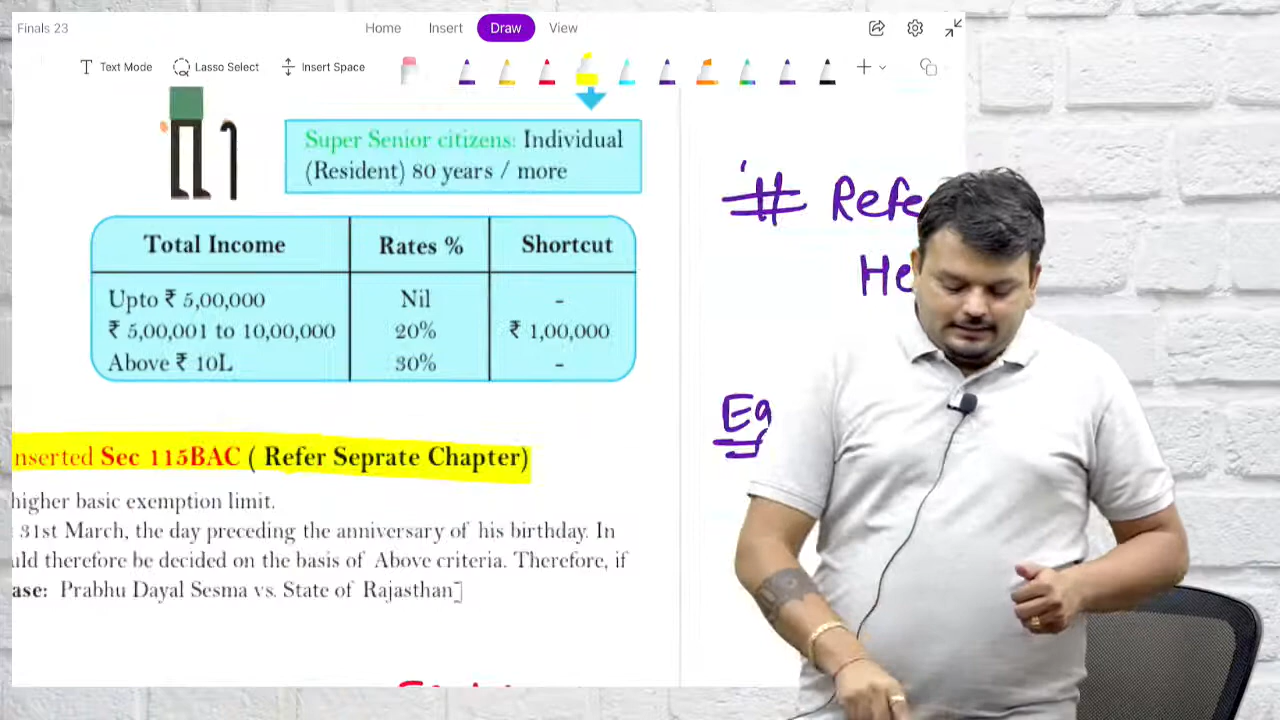 Finals 23
Home Insert Draw View
Text Mode Lasso Select Insert Space
Super Senior citizens: Individual
(Resident) 80 years / more
Total Income Rates % Shortcut
Upto ₹ 5,00,000 Nil -
₹ 5,00,001 to 10,00,000 20% ₹ 1,00,000
Above ₹ 10L 30% -
# Refe
He
Eg
nserted Sec 115BAC ( Refer Seprate Chapter)
higher basic exemption limit.
31st March, the day preceding the anniversary of his birthday. In
uld therefore be decided on the basis of Above criteria. Therefore, if
ase: Prabhu Dayal Sesma vs. State of Rajasthan]